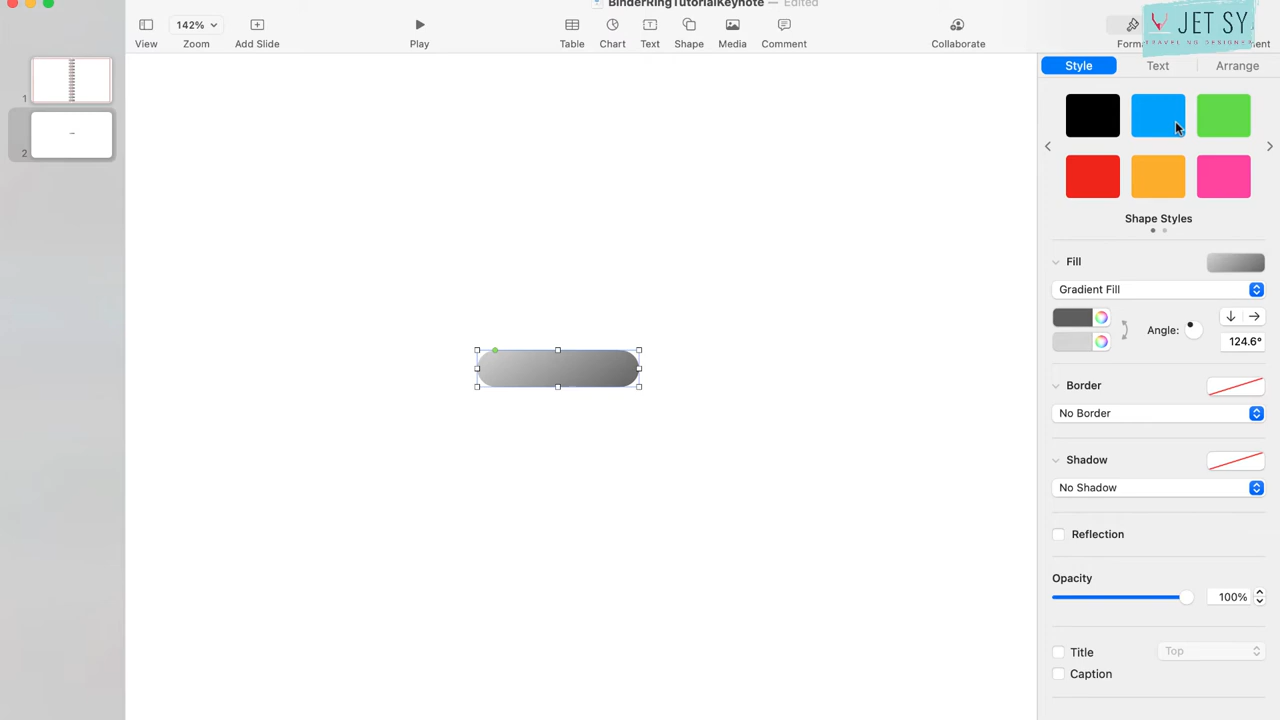 BinderRingTutorialKeynote — Edited
142%
View
Zoom
Add Slide
Play
Table
Chart
Text
Shape
Media
Comment
Collaborate
JET SY
1
2
Style
Text
Arrange
Shape Styles
Fill
Gradient Fill
Angle:
124.6°
Border
No Border
Shadow
No Shadow
Reflection
Opacity
100%
Title
Top
Caption